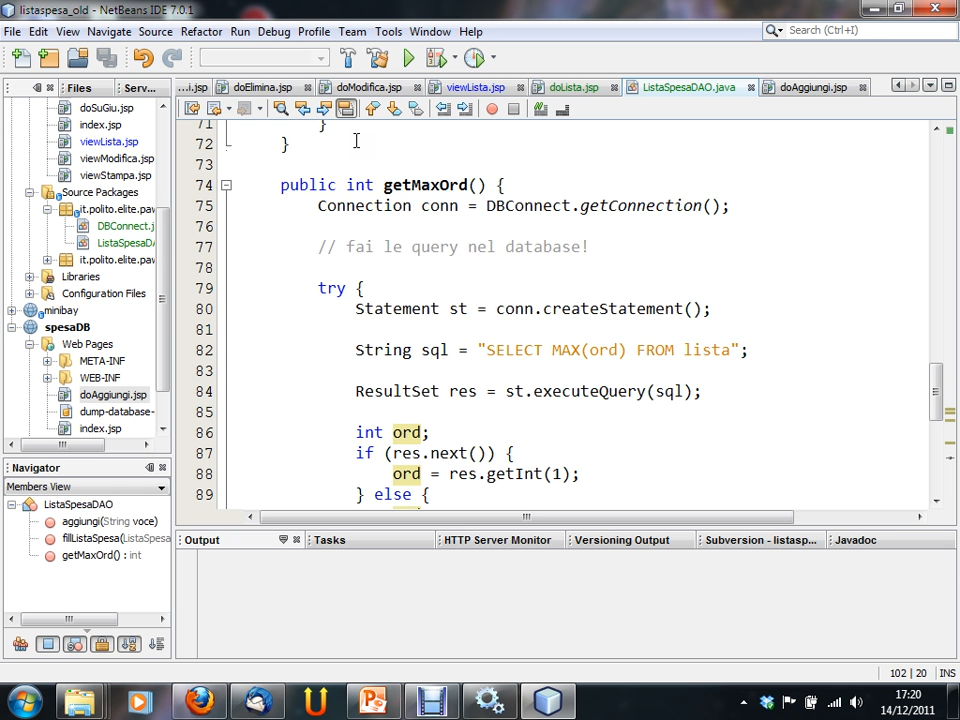 listaspesa_old - NetBeans IDE 7.0.1
File Edit View Navigate Source Refactor Run Debug Profile Team Tools Window Help
Search (Ctrl+I)
Files Serv...
...i.jsp doElimina.jsp doModifica.jsp viewLista.jsp doLista.jsp ListaSpesaDAO.java doAggiungi.jsp
doSuGiu.jsp
index.jsp
viewLista.jsp
viewModifica.jsp
viewStampa.jsp
Source Packages
it.polito.elite.paw
DBConnect.j
ListaSpesaDA
it.polito.elite.paw
Libraries
Configuration Files
minibay
spesaDB
Web Pages
META-INF
WEB-INF
doAggiungi.jsp
dump-database-
index.jsp
71 }
72 }
73
74 public int getMaxOrd() {
75 Connection conn = DBConnect.getConnection();
76
77 // fai le query nel database!
78
79 try {
80 Statement st = conn.createStatement();
81
82 String sql = "SELECT MAX(ord) FROM lista";
83
84 ResultSet res = st.executeQuery(sql);
85
86 int ord;
87 if (res.next()) {
88 ord = res.getInt(1);
89 } else {
Navigator
Members View
ListaSpesaDAO
aggiungi(String voce)
fillListaSpesa(ListaSpesa
getMaxOrd() : int
Output Tasks HTTP Server Monitor Versioning Output Subversion - listasp... Javadoc
102 | 20 INS
17:20
14/12/2011